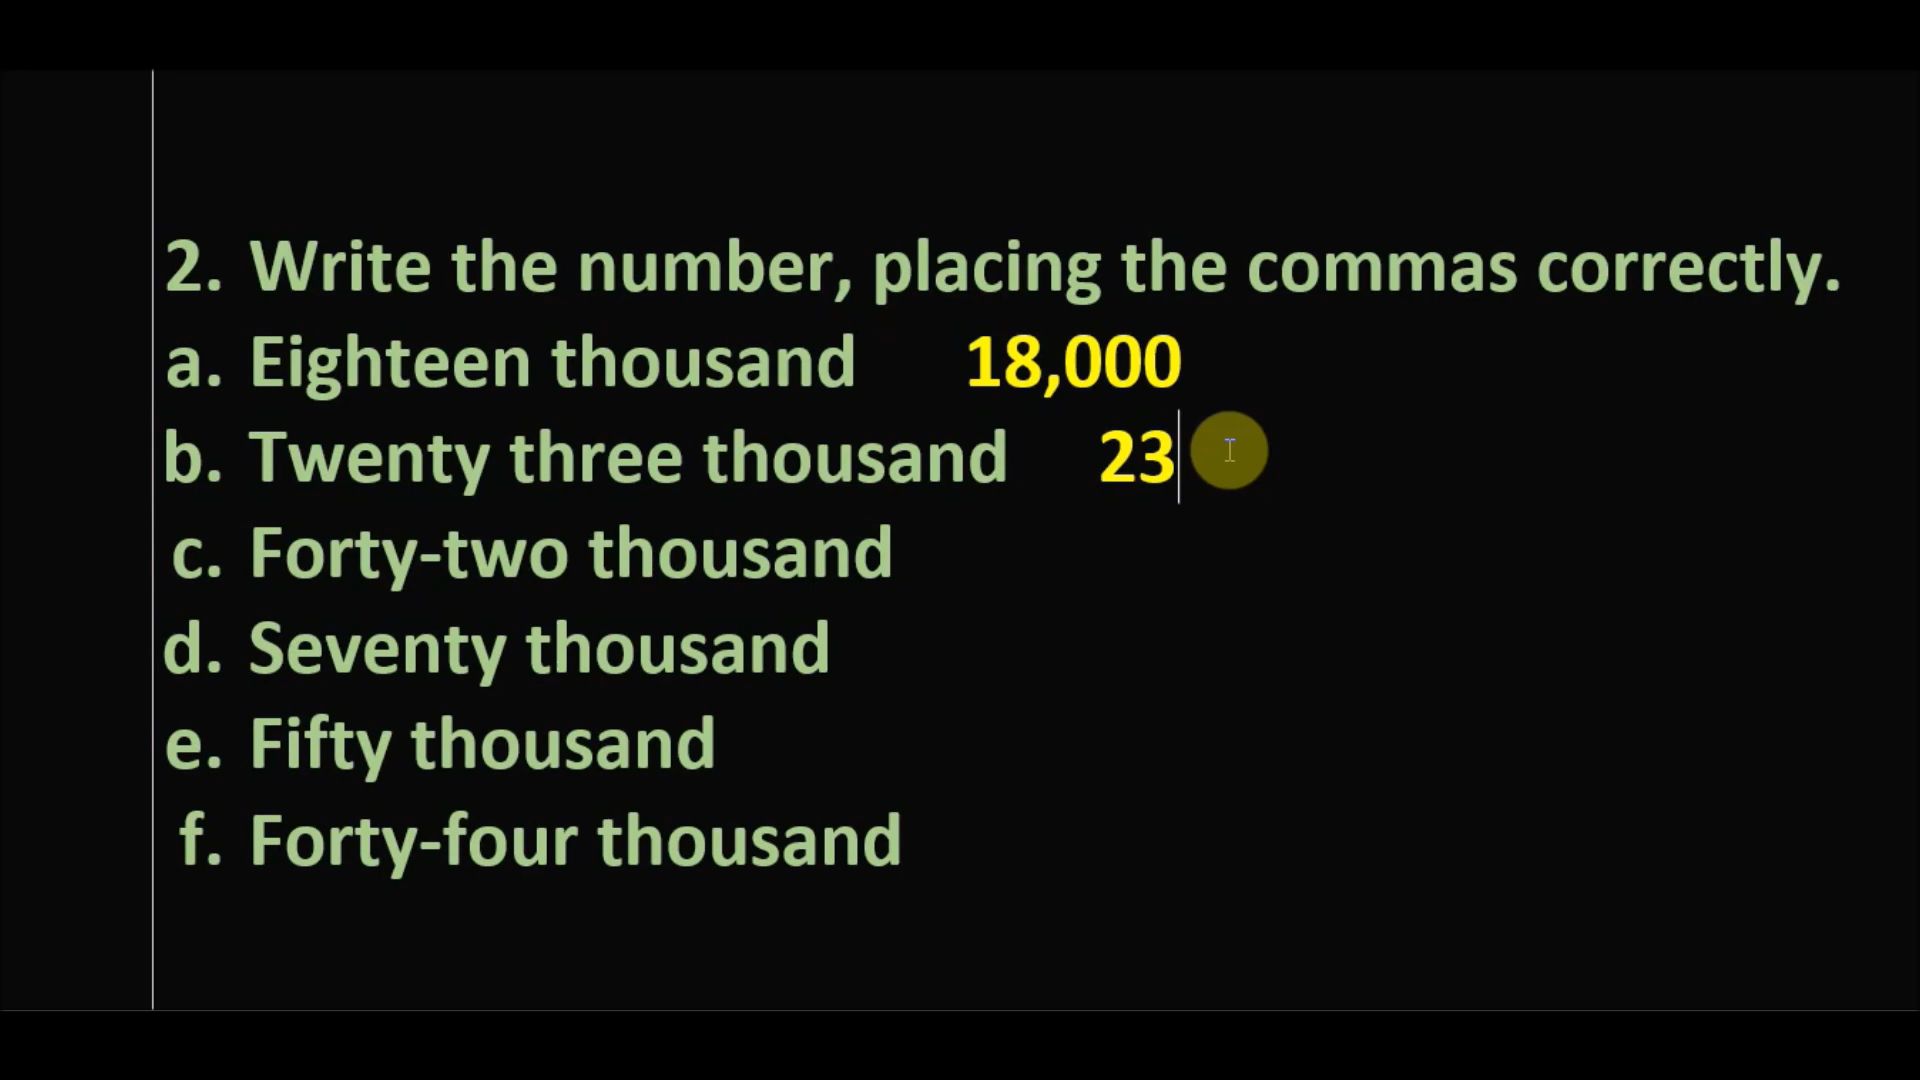 2. Write the number, placing the commas correctly.
a. Eighteen thousand 18,000
b. Twenty three thousand 23
c. Forty-two thousand
d. Seventy thousand
e. Fifty thousand
f. Forty-four thousand